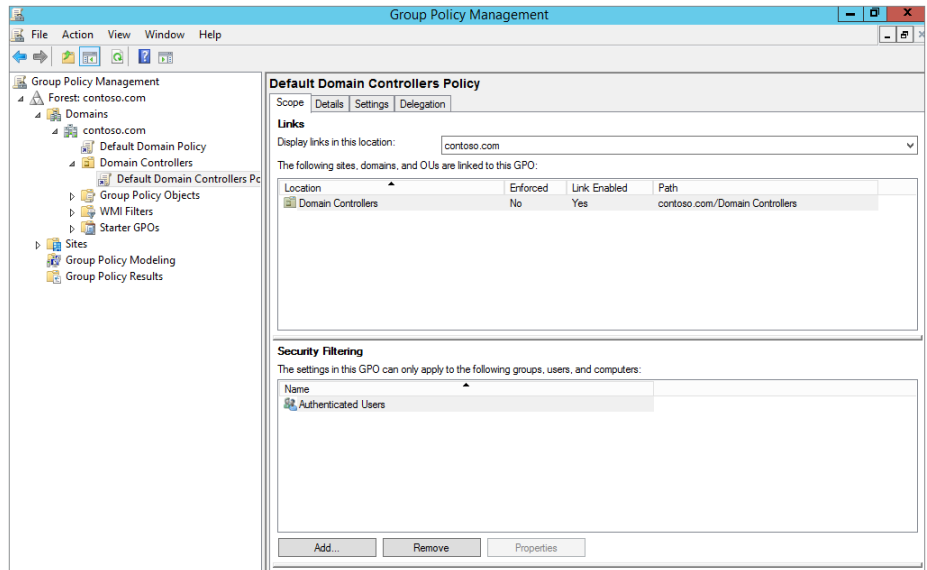 Group Policy Management
File Action View Window Help
Group Policy Management
Forest: contoso.com
Domains
contoso.com
Default Domain Policy
Domain Controllers
Default Domain Controllers Pc
Group Policy Objects
WMI Filters
Starter GPOs
Sites
Group Policy Modeling
Group Policy Results
Default Domain Controllers Policy
Scope Details Settings Delegation
Links
Display links in this location: contoso.com
The following sites, domains, and OUs are linked to this GPO:
Location Enforced Link Enabled Path
Domain Controllers No Yes contoso.com/Domain Controllers
Security Filtering
The settings in this GPO can only apply to the following groups, users, and computers:
Name
Authenticated Users
Add... Remove Properties